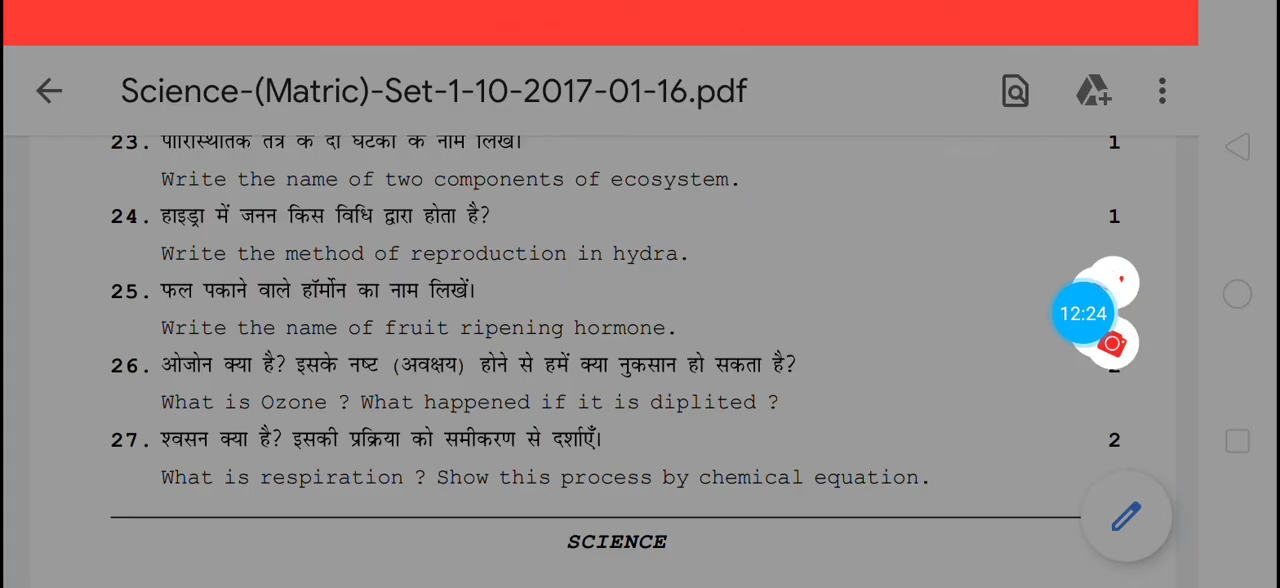 Science-(Matric)-Set-1-10-2017-01-16.pdf
23. पारिस्थितिक तंत्र के दो घटकों के नाम लिखें। 1
Write the name of two components of ecosystem.
24. हाइड्रा में जनन किस विधि द्वारा होता है? 1
Write the method of reproduction in hydra.
25. फल पकाने वाले हॉर्मोन का नाम लिखें।
Write the name of fruit ripening hormone.
12:24
26. ओजोन क्या है? इसके नष्ट (अवक्षय) होने से हमें क्या नुकसान हो सकता है?
What is Ozone ? What happened if it is diplited ?
27. श्वसन क्या है? इसकी प्रक्रिया को समीकरण से दर्शाएँ। 2
What is respiration ? Show this process by chemical equation.
SCIENCE